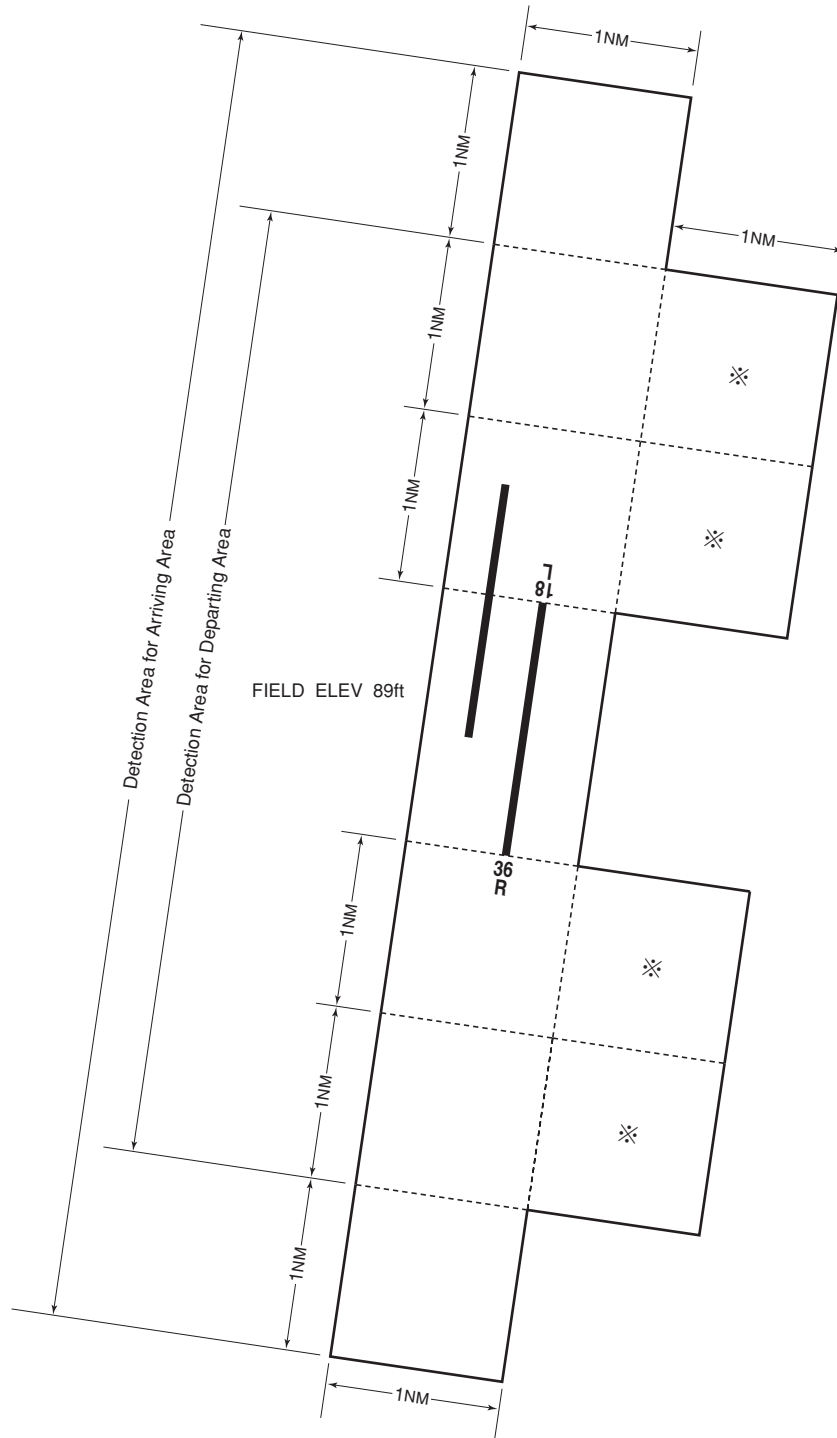 1NM
1NM
1NM
1NM
※
1NM
※
18
L
Detection Area for Arriving Area
Detection Area for Departing Area
FIELD ELEV 89ft
36
R
1NM
※
1NM
※
1NM
1NM